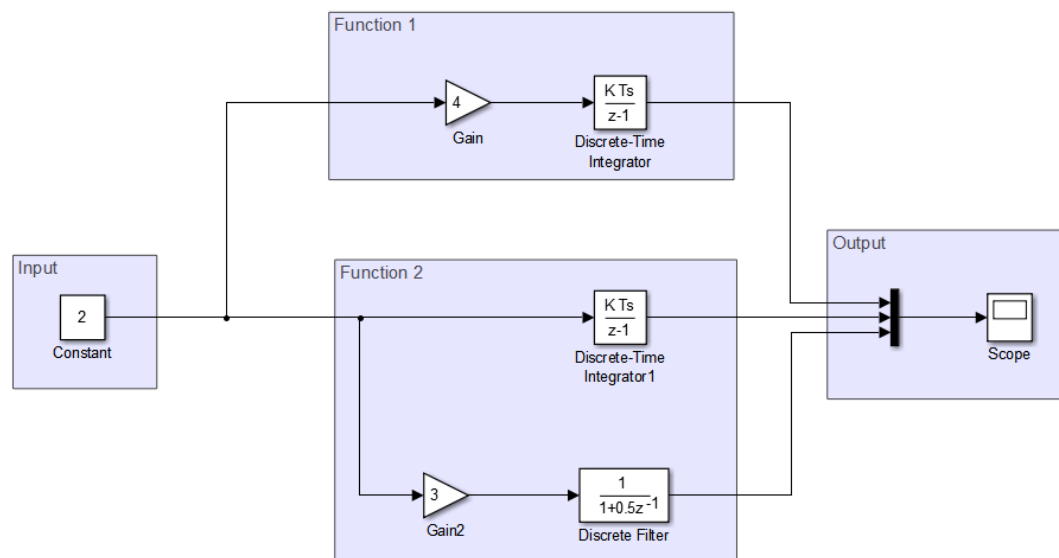 Function 1
4
Gain
K Ts
z-1
Discrete-Time
Integrator
Input
2
Constant
Function 2
K Ts
z-1
Discrete-Time
Integrator1
3
Gain2
1
1+0.5z-1
Discrete Filter
Output
Scope